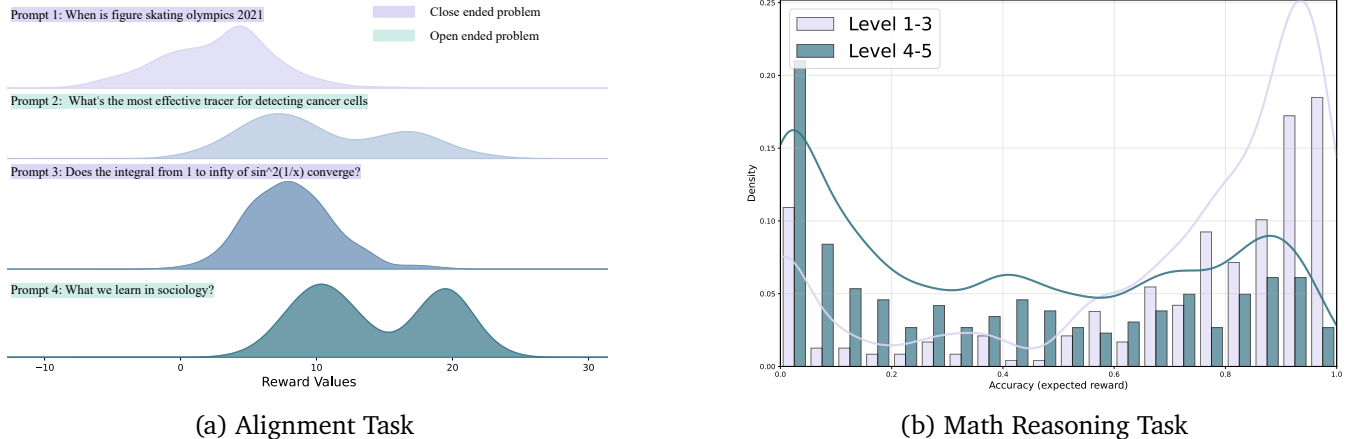 Prompt 1: When is figure skating olympics 2021
Close ended problem
Open ended problem
Prompt 2: What's the most effective tracer for detecting cancer cells
Prompt 3: Does the integral from 1 to infty of sin^2(1/x) converge?
Prompt 4: What we learn in sociology?
−10 0 10 20 30
Reward Values
(a) Alignment Task
Level 1-3
Level 4-5
0.25
0.20
0.15
0.10
0.05
0.00
Density
0.0 0.2 0.4 0.6 0.8 1.0
Accuracy (expected reward)
(b) Math Reasoning Task